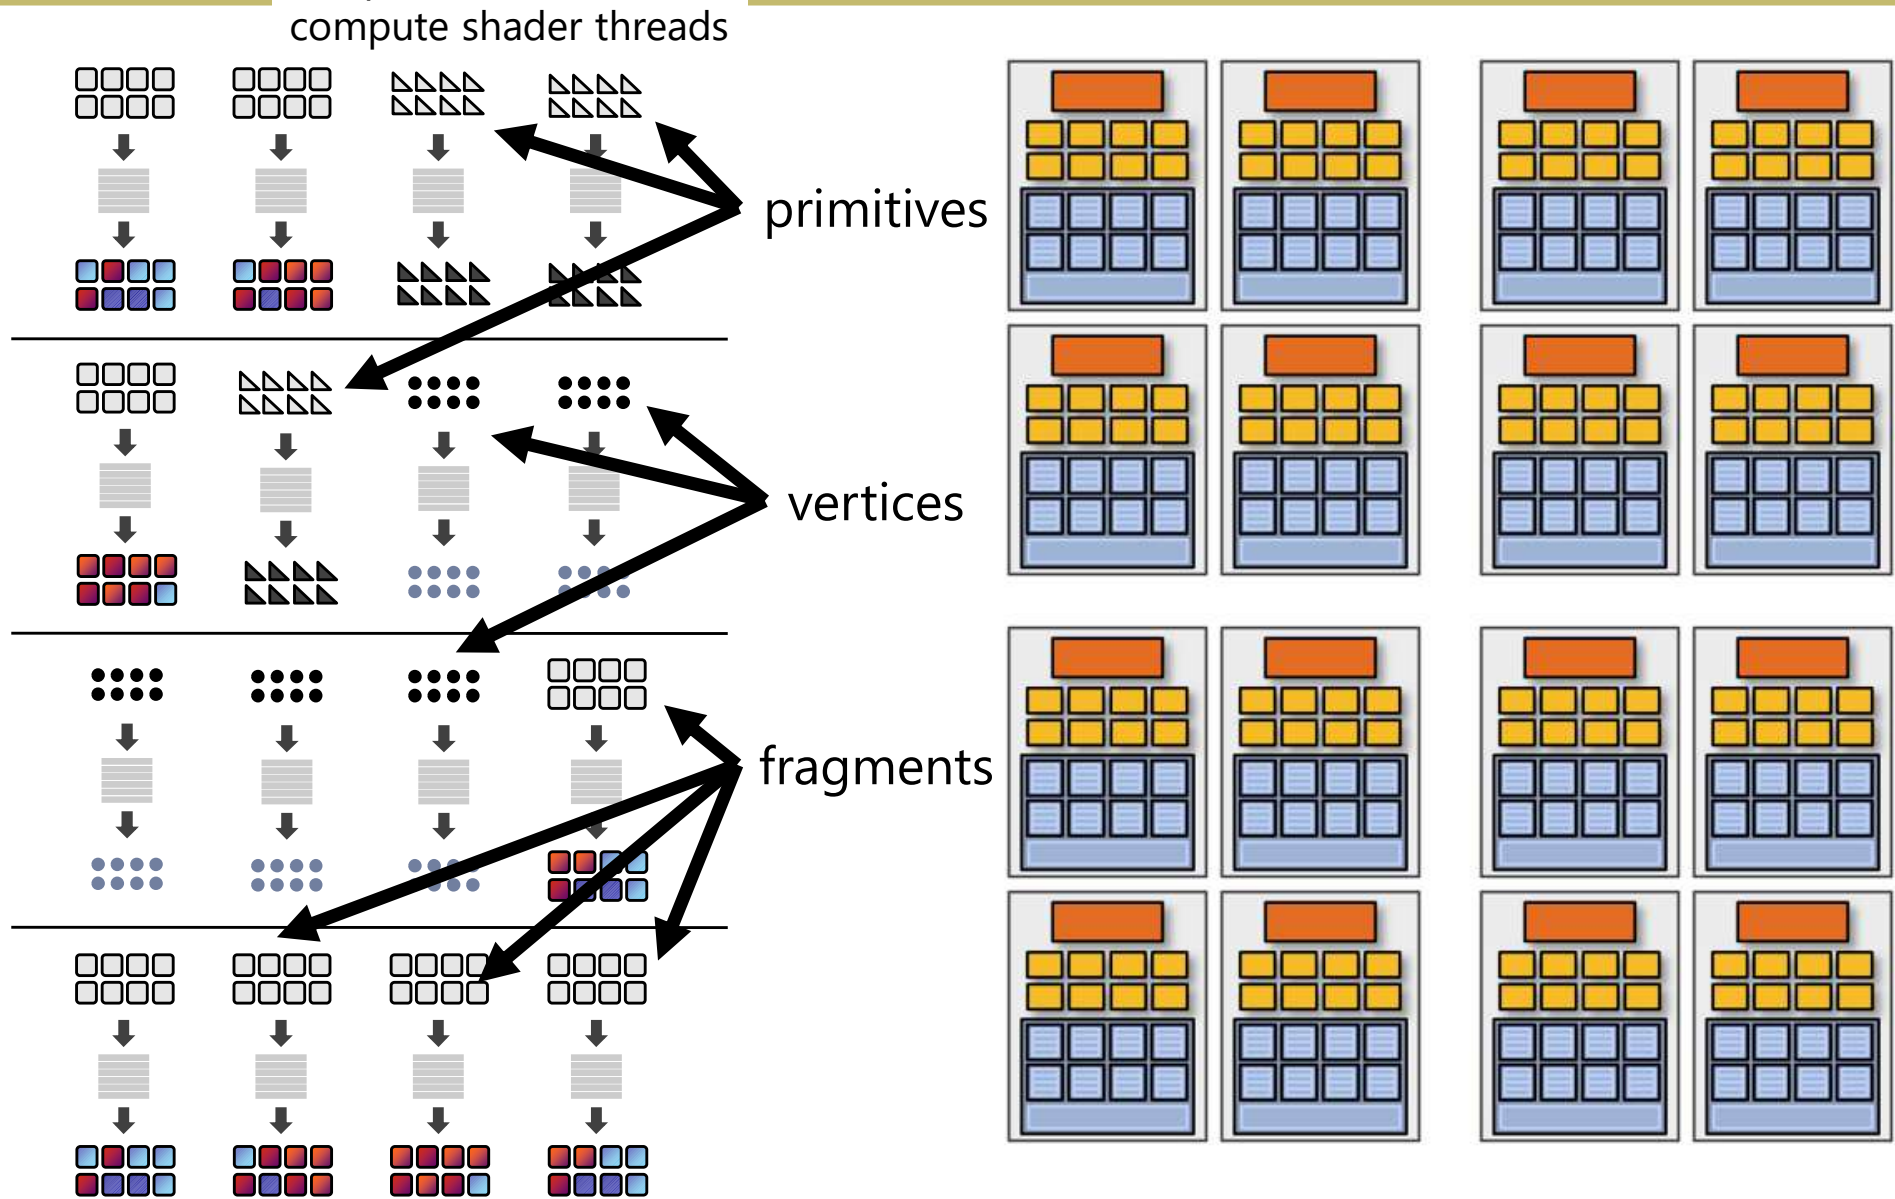 compute shader threads
primitives
vertices
fragments